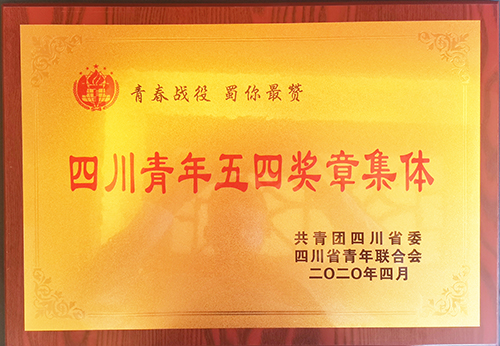 青春战役 蜀你最赞
四川青年五四奖章集体
共青团四川省委
四川省青年联合会
二〇二〇年四月